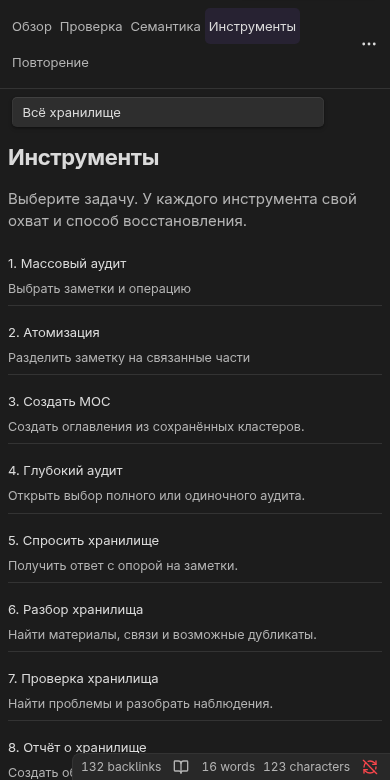 Обзор Проверка Семантика Инструменты
Повторение
Всё хранилище
Инструменты
Выберите задачу. У каждого инструмента свой
охват и способ восстановления.
1. Массовый аудит
Выбрать заметки и операцию
2. Атомизация
Разделить заметку на связанные части
3. Создать МОС
Создать оглавления из сохранённых кластеров.
4. Глубокий аудит
Открыть выбор полного или одиночного аудита.
5. Спросить хранилище
Получить ответ с опорой на заметки.
6. Разбор хранилища
Найти материалы, связи и возможные дубликаты.
7. Проверка хранилища
Найти проблемы и разобрать наблюдения.
8. Отчёт о хранилище
Создать
132 backlinks 16 words 123 characters